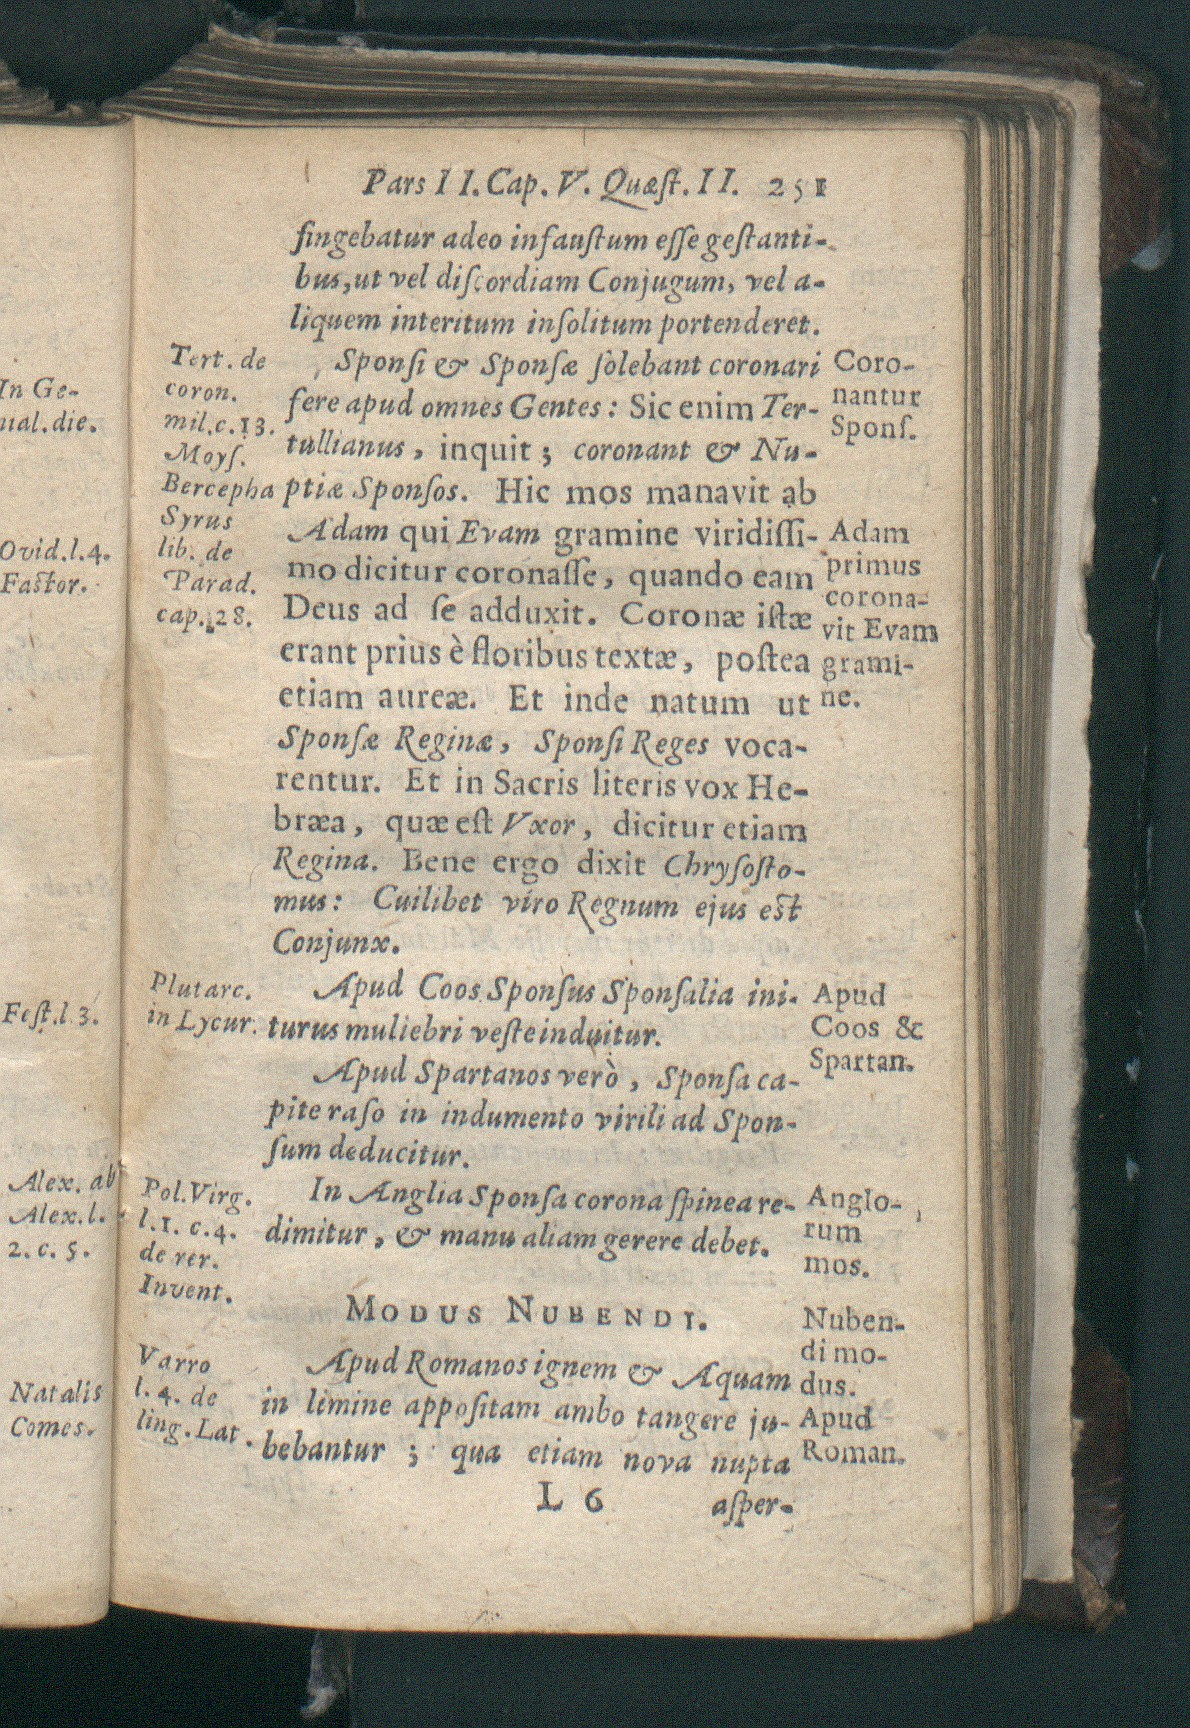 Pars II. Cap. V. Quæst. II. 251
fingebatur adeo infaustum esse gestanti-
bus, ut vel discordiam Conjugum, vel a-
liquem interitum insolitum portenderet.
Sponsi & Sponsæ solebant coronari
fere apud omnes Gentes: Sic enim Ter-
tullianus, inquit; coronant & Nu-
ptiæ Sponsos. Hic mos manavit ab
Adam qui Evam gramine viridissi-
mo dicitur coronasse, quando eam
Deus ad se adduxit. Coronæ istæ
erant prius è floribus textæ, postea
etiam aureæ. Et inde natum ut
Sponsæ Reginæ, Sponsi Reges voca-
rentur. Et in Sacris literis vox He-
bræa, quæ est Vxor, dicitur etiam
Regina. Bene ergo dixit Chrysosto-
mus: Cuilibet viro Regnum ejus est
Conjunx.
Apud Coos Sponsus Sponsalia ini-
turus muliebri veste induitur.
Apud Spartanos verò, Sponsa ca-
pite raso in indumento virili ad Spon-
sum deducitur.
In Anglia Sponsa corona spinea re-
dimitur, & manu aliam gerere debet.
MODUS NUBENDI.
Apud Romanos ignem & Aquam
in limine appositam ambo tangere ju-
bebantur; qua etiam nova nupta
L 6 asper-
Tert. de
coron.
mil. c. 13.
Moys.
Bercepha
Syrus
lib. de
Parad.
cap. 28.
Plutarc.
in Lycur.
Pol. Virg.
l. 1. c. 4.
de rer.
Invent.
Varro
l. 4. de
ling. Lat.
Coro-
nantur
Spons.
Adam
primus
corona-
vit Evam
grami-
ne.
Apud
Coos &
Spartan.
Anglo-
rum
mos.
Nuben-
di mo-
dus.
Apud
Roman.
In Ge-
nial. die.
Ovid. l. 4.
Fastor.
Fest. l. 3.
Alex. ab
Alex. l.
2. c. 5.
Natalis
Comes.